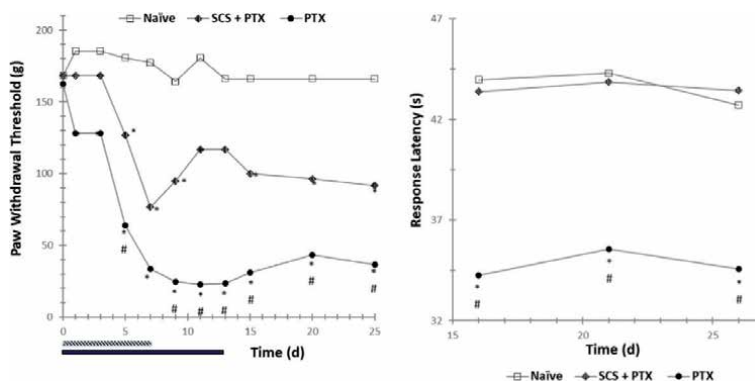 Naïve SCS + PTX PTX
Paw Withdrawal Threshold (g)
200
150
100
50
0
0 5 10 15 20 25
Time (d)
* * * * * *
* * * * * * * *
# # # # # #
Response Latency (s)
47
42
37
32
15 20 25
Time (d)
* * *
# # #
Naïve SCS + PTX PTX